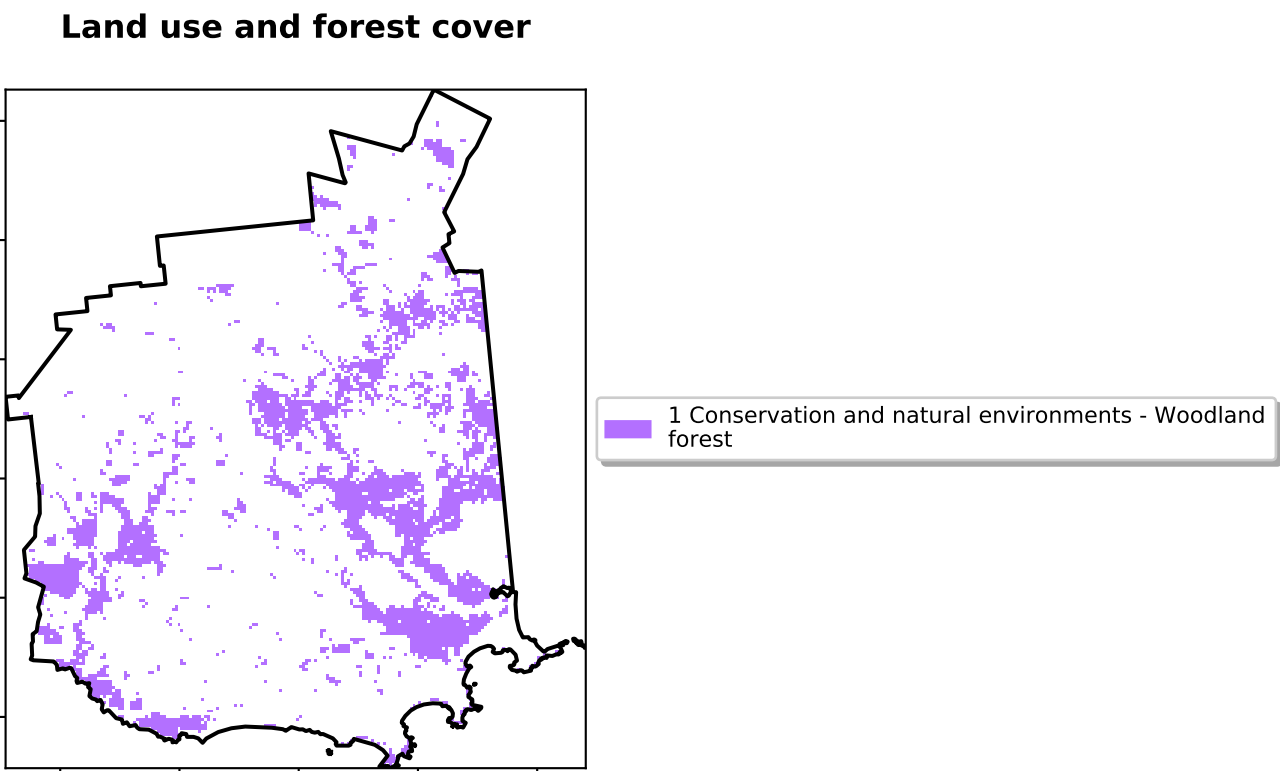 Land use and forest cover
1 Conservation and natural environments - Woodland
forest